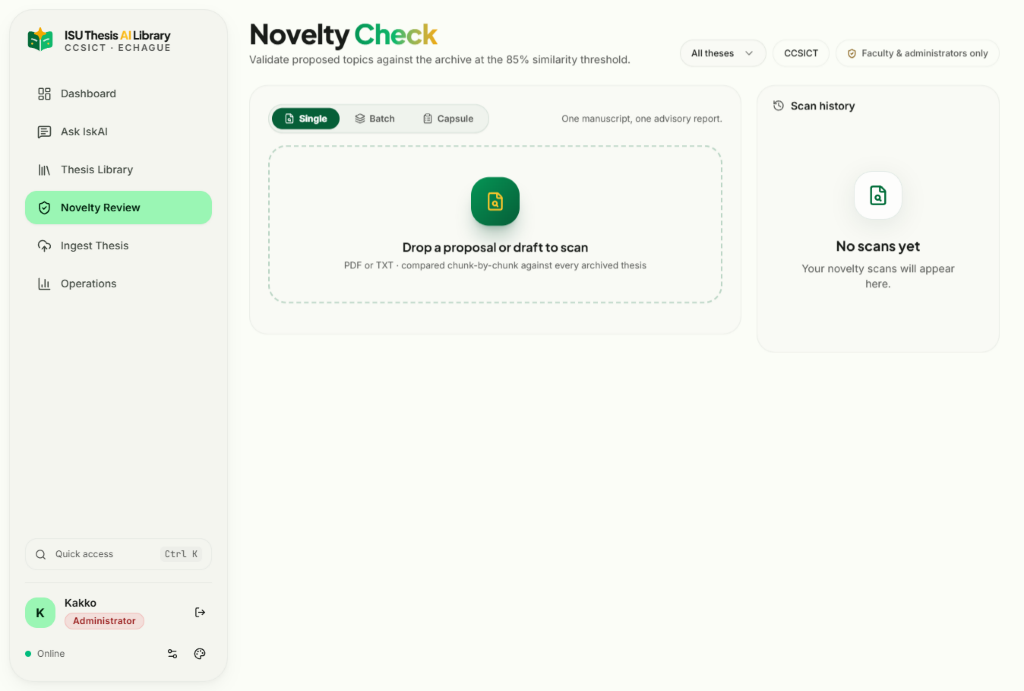 ISU Thesis AI Library
CCSICT · ECHAGUE
Dashboard
Ask IskAI
Thesis Library
Novelty Review
Ingest Thesis
Operations
Quick access
Ctrl K
K
Kakko
Administrator
Online
Novelty Check
Validate proposed topics against the archive at the 85% similarity threshold.
All theses
CCSICT
Faculty & administrators only
Single
Batch
Capsule
One manuscript, one advisory report.
Drop a proposal or draft to scan
PDF or TXT · compared chunk-by-chunk against every archived thesis
Scan history
No scans yet
Your novelty scans will appear
here.